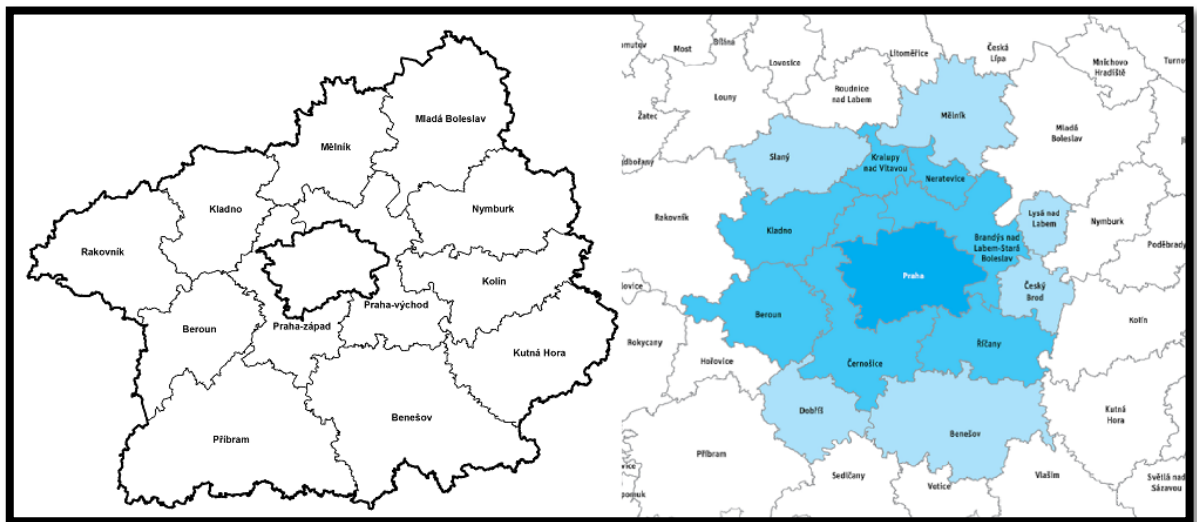 Mladá Boleslav
Mělník
Kladno
Nymburk
Rakovník
Kolín
Praha-východ
Beroun
Praha-západ
Kutná Hora
Benešov
Příbram
Most
Bílina
Litoměřice
Česká
Lípa
Lovosice
Mnichovo
Hradiště
Roudnice
nad Labem
Louny
Žatec
Mělník
Mladá
Boleslav
Slaný
Kralupy
nad Vltavou
Neratovice
Rakovník
Lysá nad
Labem
Nymburk
Kladno
Brandýs nad
Labem-Stará
Boleslav
Poděbrady
Praha
Český
Brod
Beroun
Kolín
Rokycany
Říčany
Hořovice
Černošice
Dobříš
Kutná
Hora
Benešov
Příbram
Sedlčany
Vlašim
Votice
Světlá nad
Sázavou